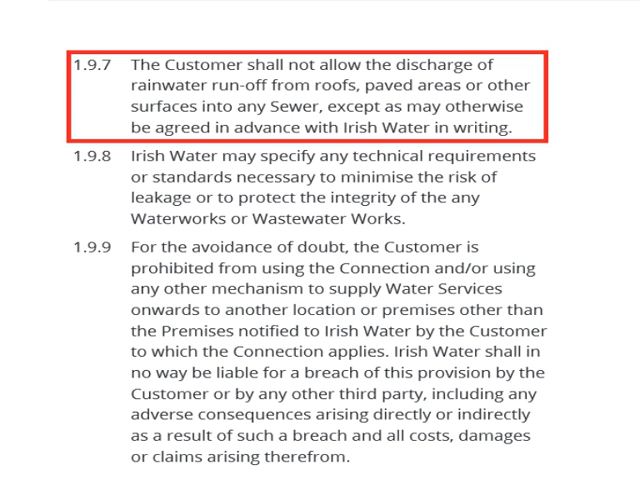 1.9.7 The Customer shall not allow the discharge of
rainwater run-off from roofs, paved areas or other
surfaces into any Sewer, except as may otherwise
be agreed in advance with Irish Water in writing.
1.9.8 Irish Water may specify any technical requirements
or standards necessary to minimise the risk of
leakage or to protect the integrity of the any
Waterworks or Wastewater Works.
1.9.9 For the avoidance of doubt, the Customer is
prohibited from using the Connection and/or using
any other mechanism to supply Water Services
onwards to another location or premises other than
the Premises notified to Irish Water by the Customer
to which the Connection applies. Irish Water shall in
no way be liable for a breach of this provision by the
Customer or by any other third party, including any
adverse consequences arising directly or indirectly
as a result of such a breach and all costs, damages
or claims arising therefrom.